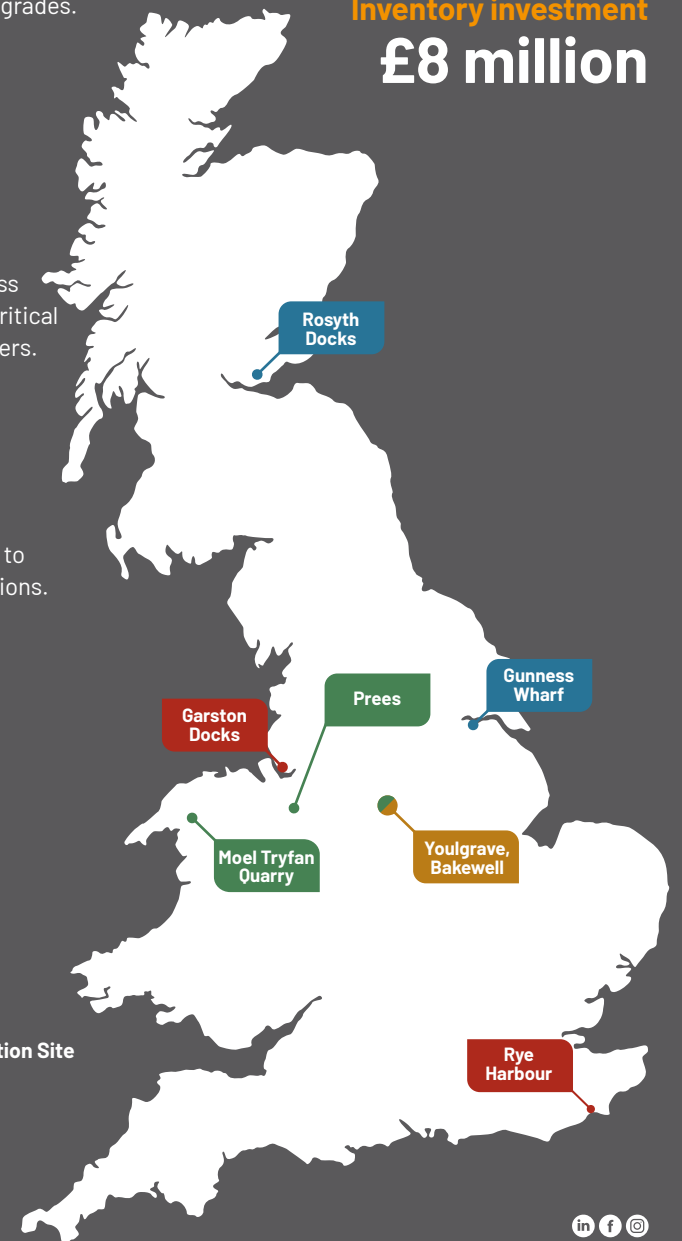 grades.
Inventory investment
£8 million
ss
ritical
ers.
Rosyth
Docks
to
ions.
Gunness
Wharf
Prees
Garston
Docks
Youlgrave,
Bakewell
Moel Tryfan
Quarry
tion Site
Rye
Harbour
in f